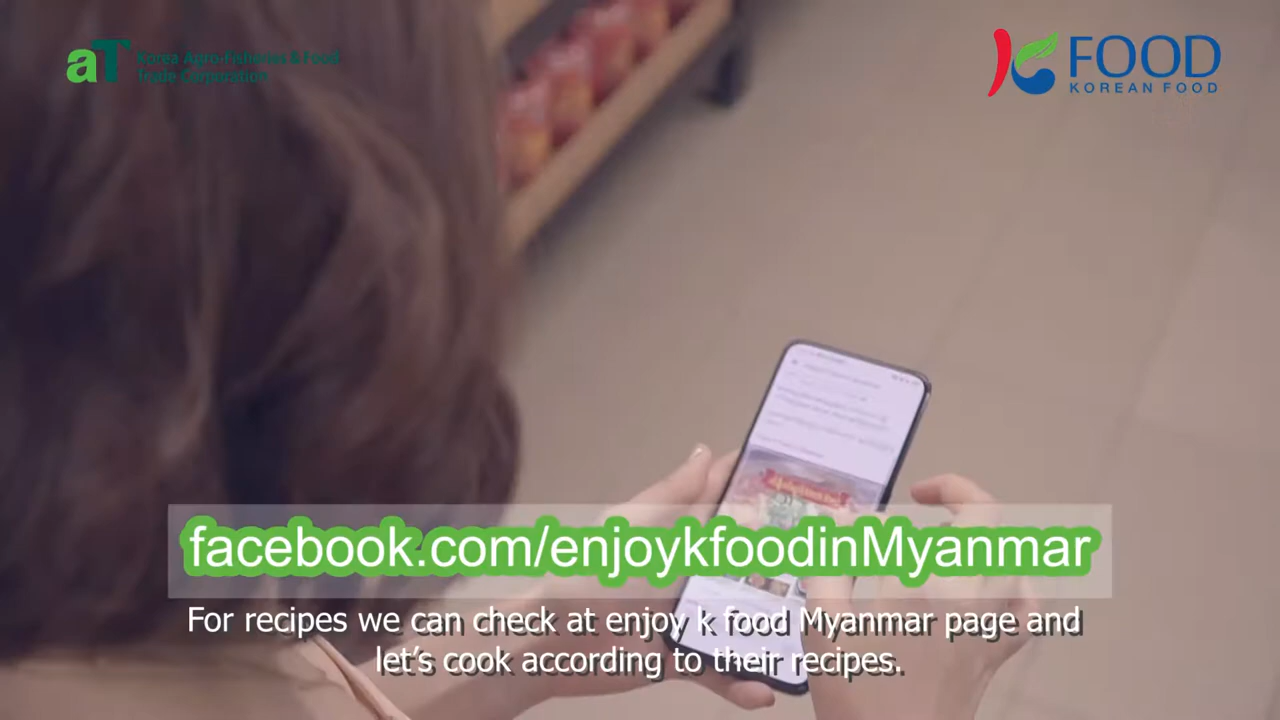 aT Korea Agro-Fisheries & Food
Trade Corporation
K FOOD
KOREAN FOOD
facebook.com/enjoykfoodinMyanmar
For recipes we can check at enjoy k food Myanmar page and
let's cook according to their recipes.